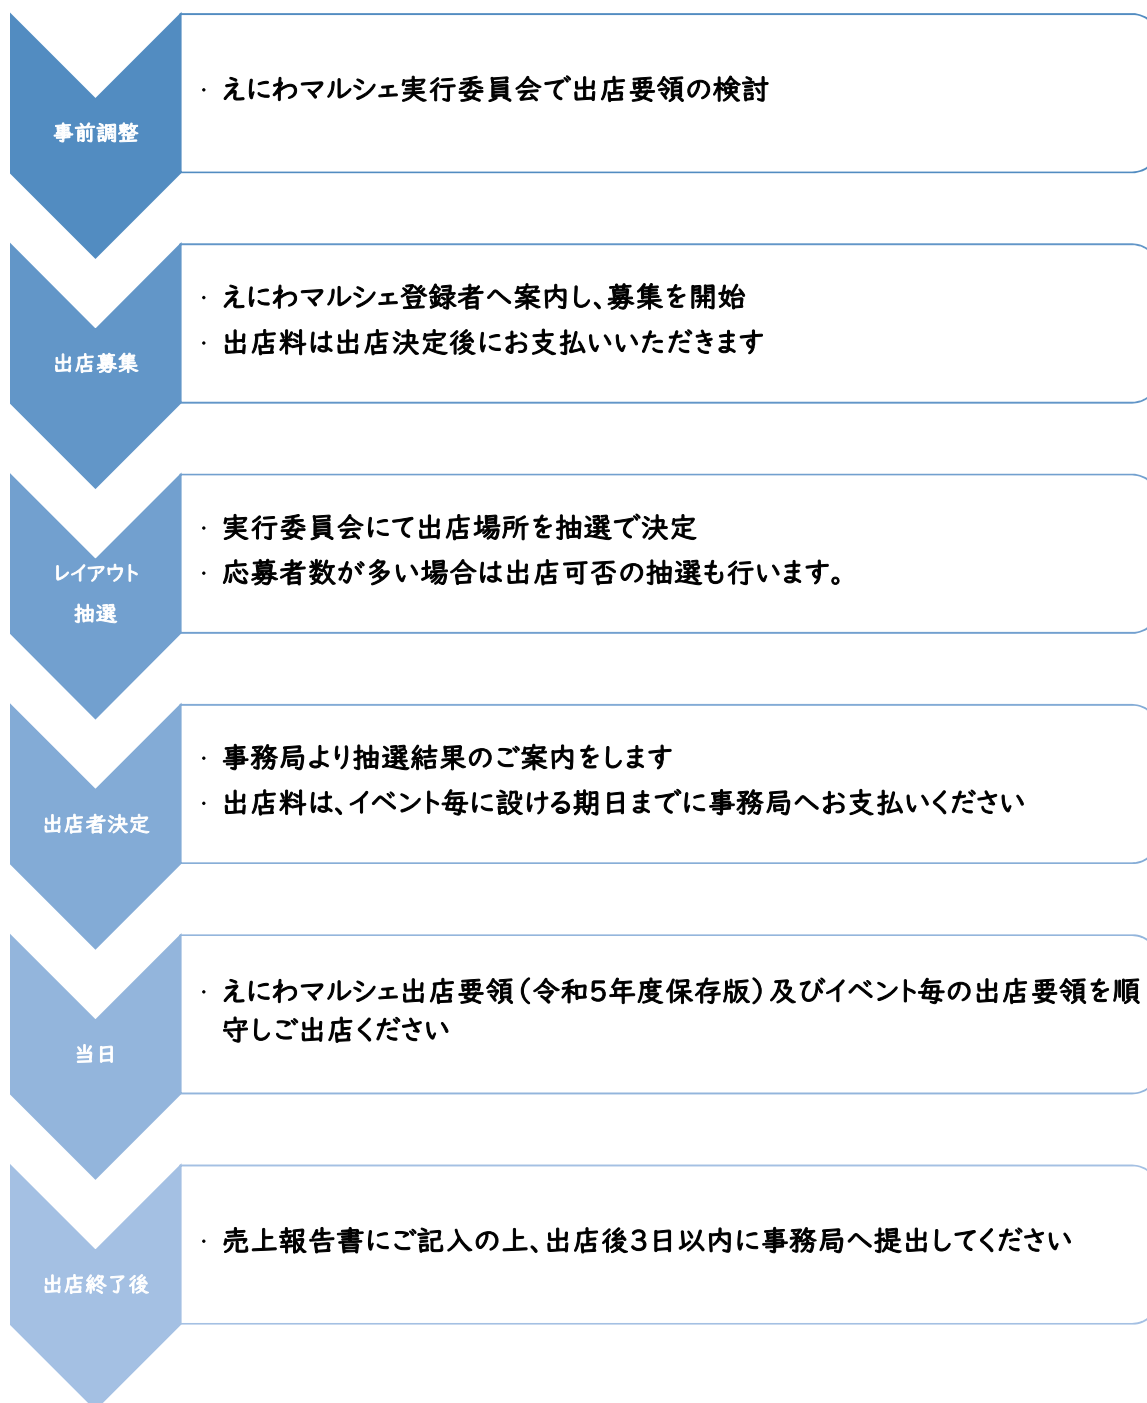 事前調整
・えにわマルシェ実行委員会で出店要領の検討
出店募集
・えにわマルシェ登録者へ案内し、募集を開始
・出店料は出店決定後にお支払いいただきます
レイアウト
抽選
・実行委員会にて出店場所を抽選で決定
・応募者数が多い場合は出店可否の抽選も行います。
出店者決定
・事務局より抽選結果のご案内をします
・出店料は、イベント毎に設ける期日までに事務局へお支払いください
当日
・えにわマルシェ出店要領(令和5年度保存版)及びイベント毎の出店要領を順
守しご出店ください
出店終了後
・売上報告書にご記入の上、出店後3日以内に事務局へ提出してください